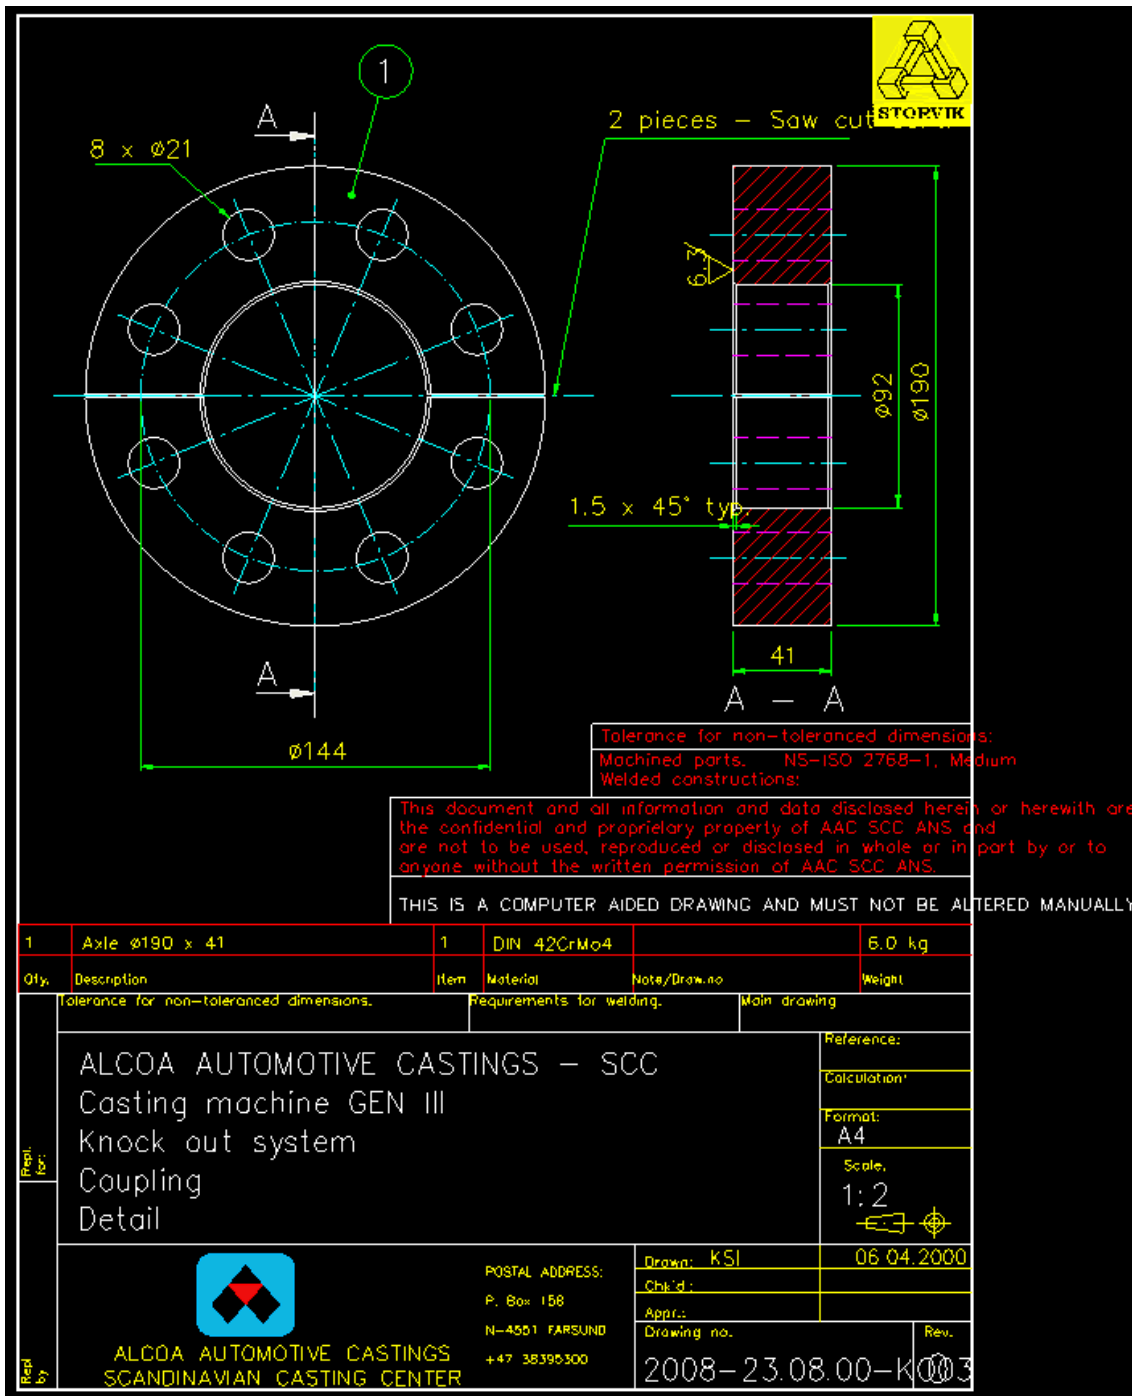 1
STORVIK
A
2 pieces - Saw cut
8 x ø21
6.3
ø92
ø190
1.5 x 45° typ.
41
A
A - A
ø144
Tolerance for non-toleranced dimensions:
Machined parts. NS-ISO 2768-1, Medium
Welded constructions:
This document and all information and data disclosed herein or herewith are
the confidential and proprietary property of AAC SCC ANS and
are not to be used, reproduced or disclosed in whole or in part by or to
anyone without the written permission of AAC SCC ANS.
THIS IS A COMPUTER AIDED DRAWING AND MUST NOT BE ALTERED MANUALLY
1 Axle ø190 x 41 1 DIN 42CrMo4 6.0 kg
Qty. Description Item Material Note/Draw.no Weight
Tolerance for non-toleranced dimensions. Requirements for welding. Main drawing
Reference:
ALCOA AUTOMOTIVE CASTINGS - SCC
Calculation:
Casting machine GEN III
Format:
A4
Knock out system
Repl. for:
Scale.
1:2
Coupling
Detail
Drawn: KSI 06 04.2000
POSTAL ADDRESS:
Chk'd:
P. Box 158
Appr.:
N-4551 FARSUND
Drawing no. Rev.
ALCOA AUTOMOTIVE CASTINGS
+47 38395300
Repl by
SCANDINAVIAN CASTING CENTER
2008-23.08.00-K003